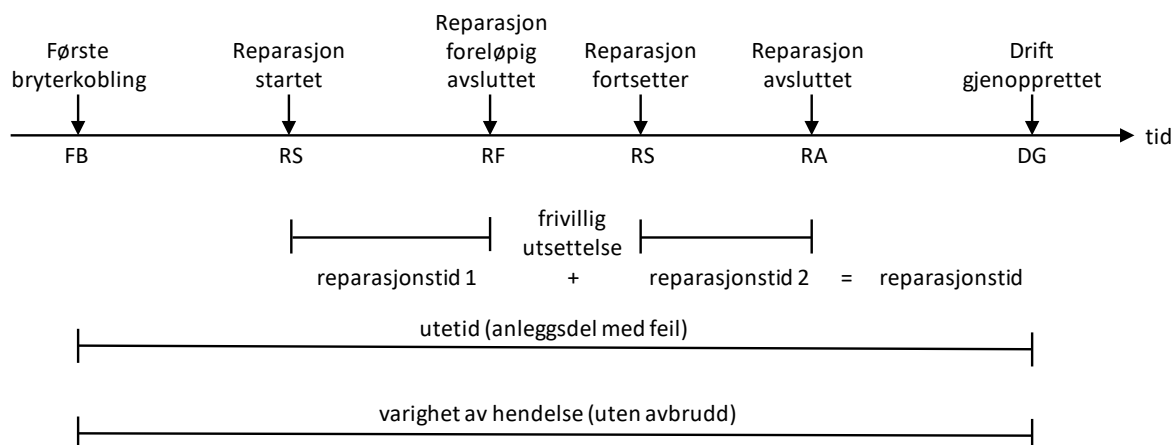 Første
bryterkobling
Reparasjon
startet
Reparasjon
foreløpig
avsluttet
Reparasjon
fortsetter
Reparasjon
avsluttet
Drift
gjenopprettet
tid
FB
RS
RF
RS
RA
DG
frivillig
utsettelse
reparasjonstid 1 + reparasjonstid 2 = reparasjonstid
utetid (anleggsdel med feil)
varighet av hendelse (uten avbrudd)